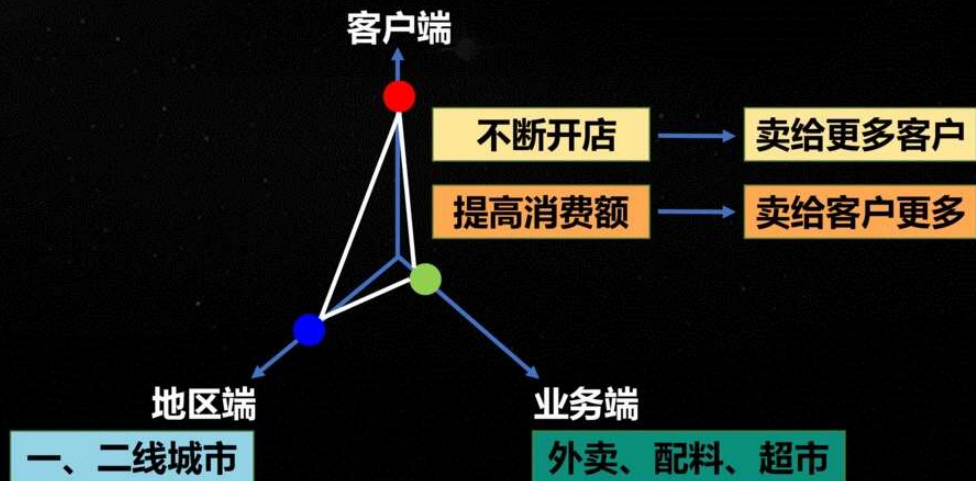 客户端
不断开店
卖给更多客户
提高消费额
卖给客户更多
地区端
业务端
一、二线城市
外卖、配料、超市